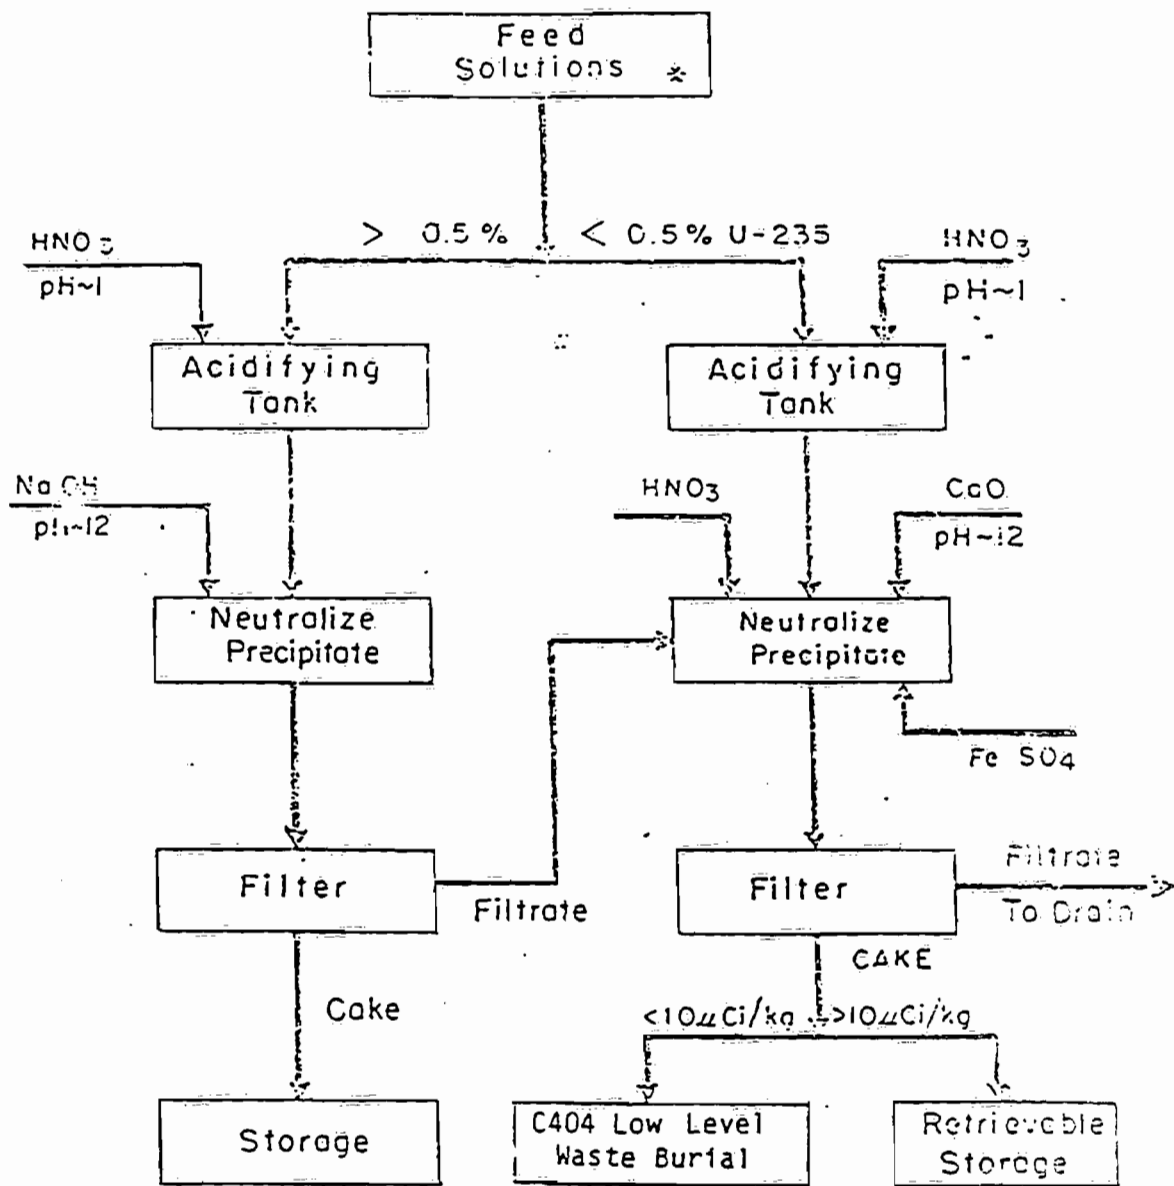 Feed
Solutions *
> 0.5% < 0.5% U-235
HNO3
pH~1
HNO3
pH~1
Acidifying
Tank
Acidifying
Tank
NaOH
pH~12
HNO3
CaO
pH~12
Neutralize
Precipitate
Neutralize
Precipitate
Fe SO4
Filter
Filtrate
Filter
Filtrate
To Drain
Cake
CAKE
<10μCi/kg >10μCi/kg
Storage
C404 Low Level
Waste Burial
Retrievable
Storage